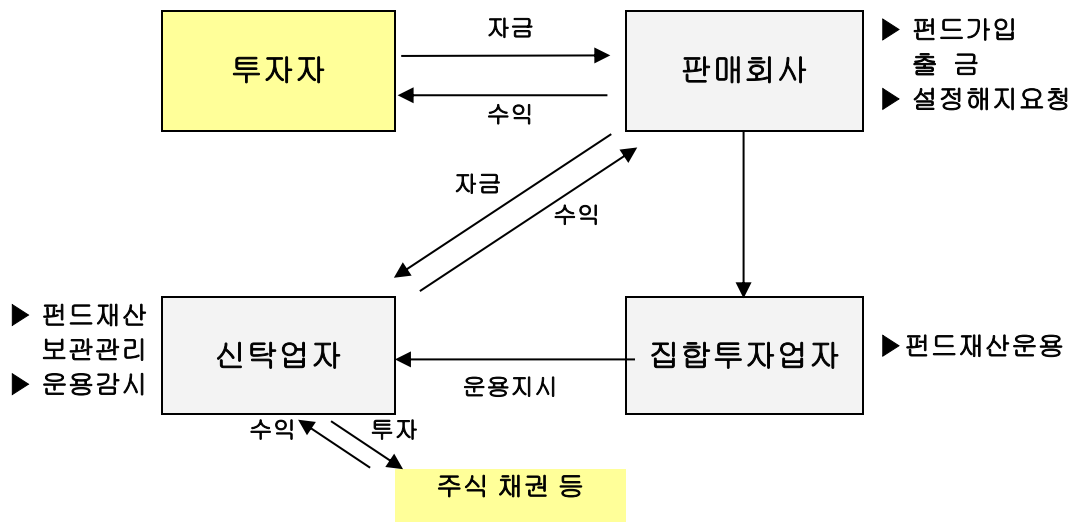 자금
투자자
판매회사
▶ 펀드가입
출 금
▶ 설정해지요청
수익
자금
수익
▶ 펀드재산
보관관리
▶ 운용감시
신탁업자
집합투자업자
▶펀드재산운용
운용지시
수익
투자
주식 채권 등